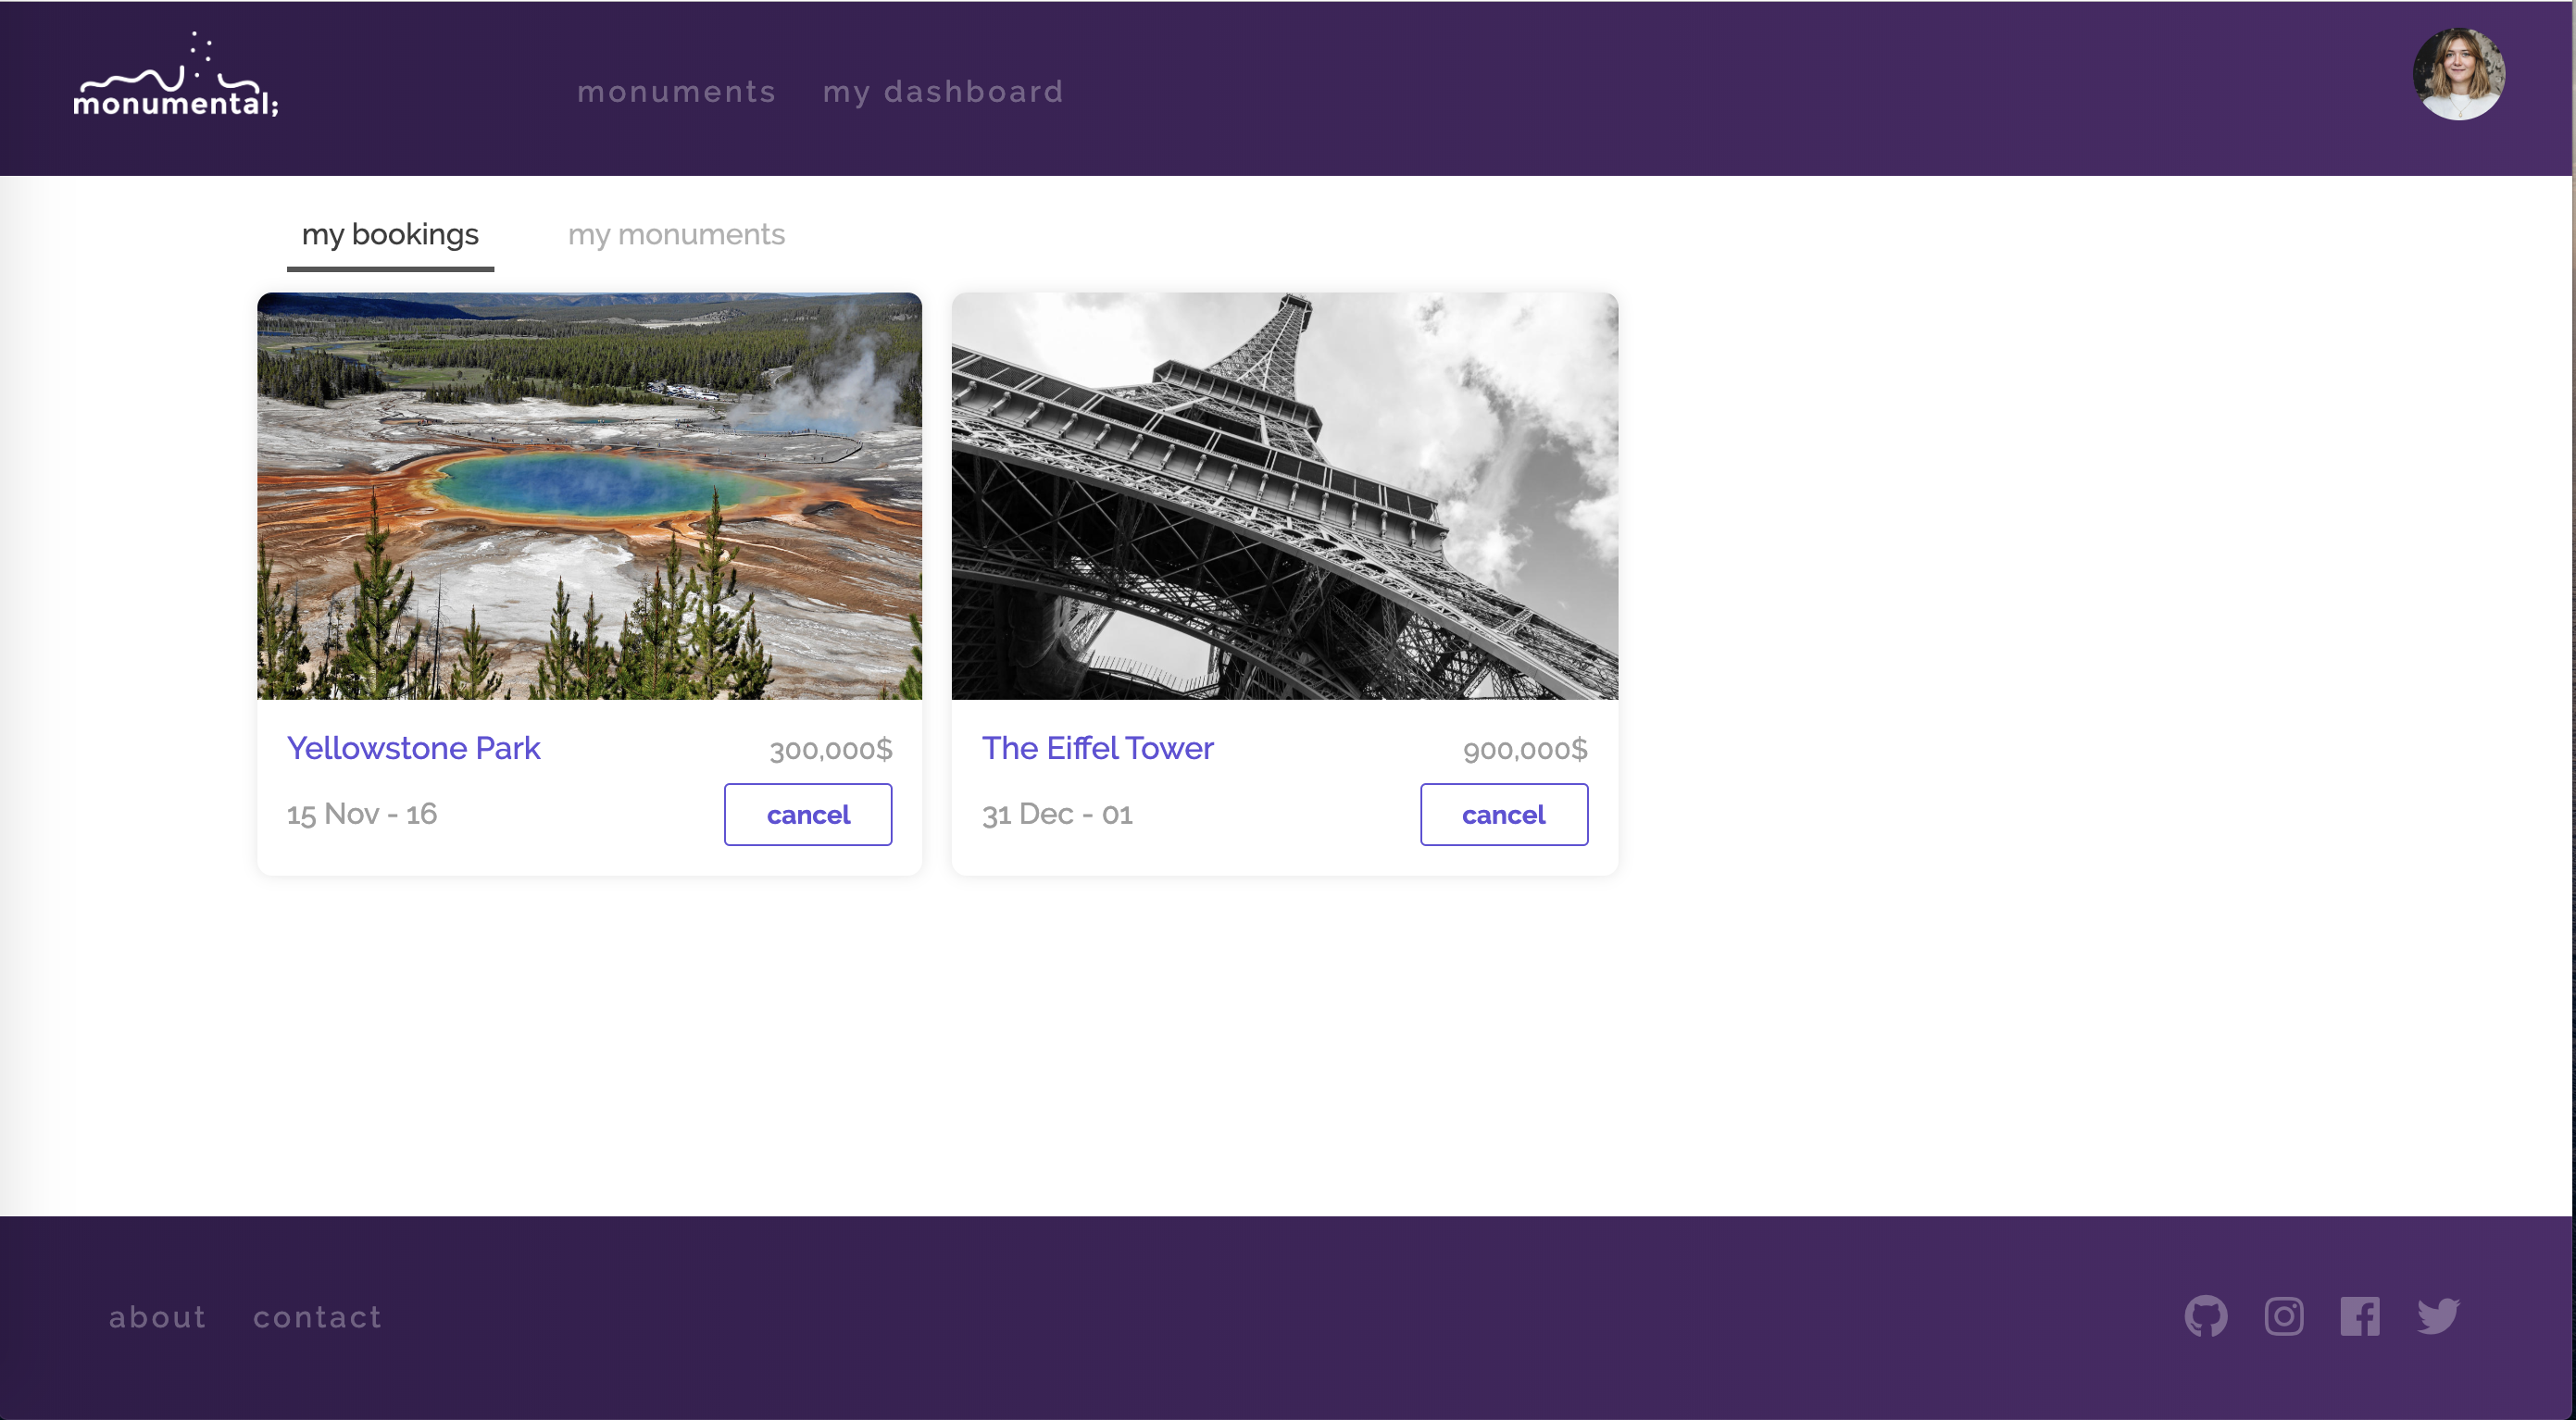 monumental;
monuments my dashboard
my bookings my monuments
Yellowstone Park 300,000$
15 Nov - 16 cancel
The Eiffel Tower 900,000$
31 Dec - 01 cancel
about contact